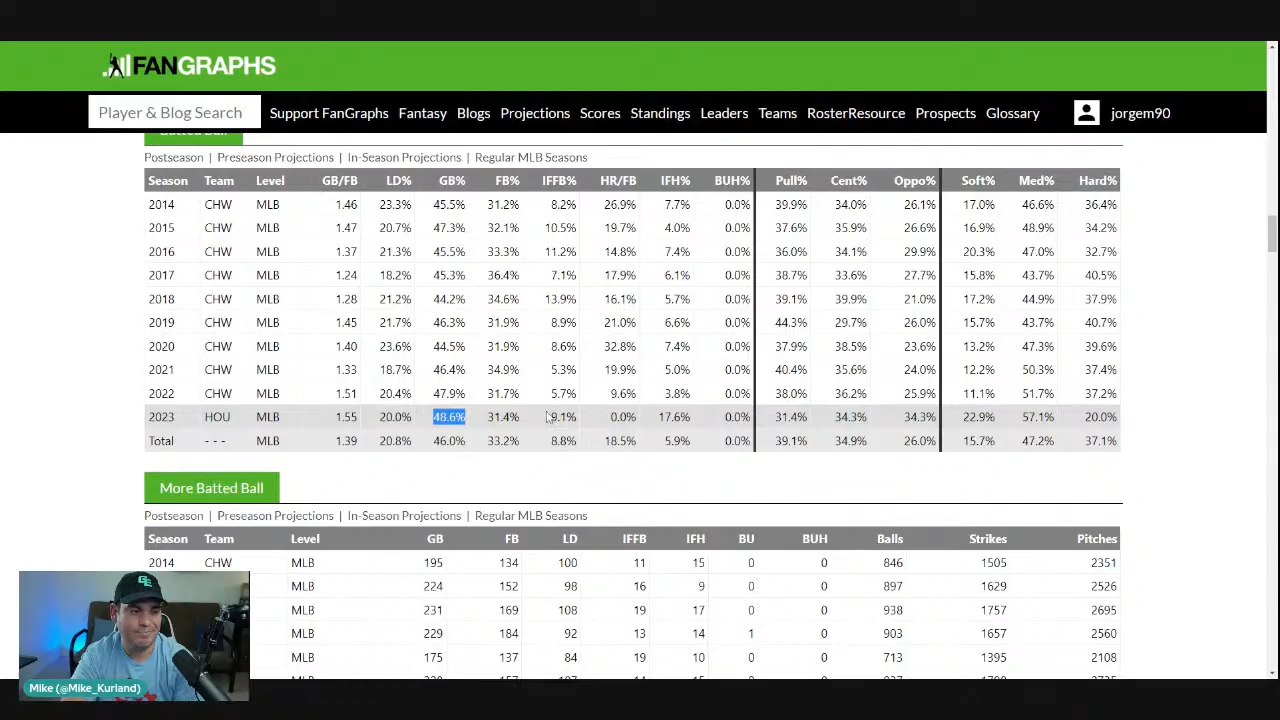 FANGRAPHS
Player & Blog Search Support FanGraphs Fantasy Blogs Projections Scores Standings Leaders Teams RosterResource Prospects Glossary jorgem90
Batted Ball
Postseason | Preseason Projections | In-Season Projections | Regular MLB Seasons
Season Team Level GB/FB LD% GB% FB% IFFB% HR/FB IFH% BUH% Pull% Cent% Oppo% Soft% Med% Hard%
2014 CHW MLB 1.46 23.3% 45.5% 31.2% 8.2% 26.9% 7.7% 0.0% 39.9% 34.0% 26.1% 17.0% 46.6% 36.4%
2015 CHW MLB 1.47 20.7% 47.3% 32.1% 10.5% 19.7% 4.0% 0.0% 37.6% 35.9% 26.6% 16.9% 48.9% 34.2%
2016 CHW MLB 1.37 21.3% 45.5% 33.3% 11.2% 14.8% 7.4% 0.0% 36.0% 34.1% 29.9% 20.3% 47.0% 32.7%
2017 CHW MLB 1.24 18.2% 45.3% 36.4% 7.1% 17.9% 6.1% 0.0% 38.7% 33.6% 27.7% 15.8% 43.7% 40.5%
2018 CHW MLB 1.28 21.2% 44.2% 34.6% 13.9% 16.1% 5.7% 0.0% 39.1% 39.9% 21.0% 17.2% 44.9% 37.9%
2019 CHW MLB 1.45 21.7% 46.3% 31.9% 8.9% 21.0% 6.6% 0.0% 44.3% 29.7% 26.0% 15.7% 43.7% 40.7%
2020 CHW MLB 1.40 23.6% 44.5% 31.9% 8.6% 32.8% 7.4% 0.0% 37.9% 38.5% 23.6% 13.2% 47.3% 39.6%
2021 CHW MLB 1.33 18.7% 46.4% 34.9% 5.3% 19.9% 5.0% 0.0% 40.4% 35.6% 24.0% 12.2% 50.3% 37.4%
2022 CHW MLB 1.51 20.4% 47.9% 31.7% 5.7% 9.6% 3.8% 0.0% 38.0% 36.2% 25.9% 11.1% 51.7% 37.2%
2023 HOU MLB 1.55 20.0% 48.6% 31.4% 9.1% 0.0% 17.6% 0.0% 31.4% 34.3% 34.3% 22.9% 57.1% 20.0%
Total - - - MLB 1.39 20.8% 46.0% 33.2% 8.8% 18.5% 5.9% 0.0% 39.1% 34.9% 26.0% 15.7% 47.2% 37.1%
More Batted Ball
Postseason | Preseason Projections | In-Season Projections | Regular MLB Seasons
Season Team Level GB FB LD IFFB IFH BU BUH Balls Strikes Pitches
2014 CHW MLB 195 134 100 11 15 0 0 846 1505 2351
MLB 224 152 98 16 9 0 0 897 1629 2526
MLB 231 169 108 19 17 0 0 938 1757 2695
MLB 229 184 92 13 14 1 0 903 1657 2560
MLB 175 137 84 19 10 0 0 713 1395 2108
Mike (@Mike_Kurland)